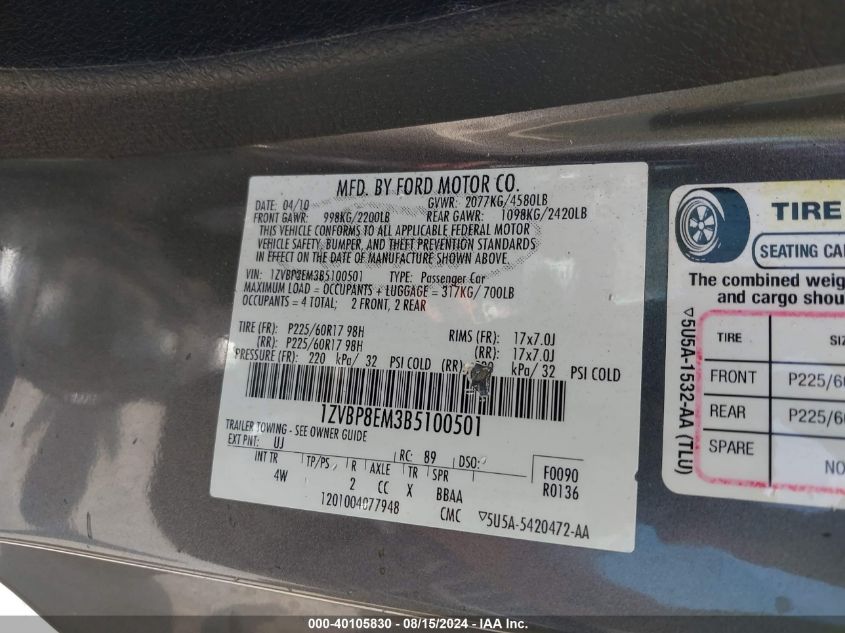 MFD. BY FORD MOTOR CO.
DATE: 04/10 GVWR: 2077KG/4580LB
FRONT GAWR: 998KG/2200LB REAR GAWR: 1098KG/2420LB
THIS VEHICLE CONFORMS TO ALL APPLICABLE FEDERAL MOTOR
VEHICLE SAFETY, BUMPER, AND THEFT PREVENTION STANDARDS
IN EFFECT ON THE DATE OF MANUFACTURE SHOWN ABOVE.
VIN: 1ZVBP8EM3B5100501 TYPE: Passenger Car
MAXIMUM LOAD = OCCUPANTS + LUGGAGE = 317KG/700LB
OCCUPANTS = 4 TOTAL; 2 FRONT, 2 REAR
TIRE (FR): P225/60R17 98H RIMS (FR): 17x7.0J
(RR): P225/60R17 98H (RR): 17x7.0J
PRESSURE (FR): 220 kPa/32 PSI COLD (RR): kPa/32 PSI COLD
1ZVBP8EM3B5100501
TRAILER TOWING - SEE OWNER GUIDE
EXT PNT: UJ RC: 89 DSO:
INT TR TP/PS R AXLE TR SPR F0090
4W 2 CC X BBAA R0136
1201004077948 CMC ▽5U5A-5420472-AA
TIRE
SEATING CA
The combined weig
and cargo shou
TIRE SI
FRONT P225/60
REAR P225/60
SPARE NO
▽5U5A-1532-AA (TLU)
000-40105830 - 08/15/2024 - IAA Inc.